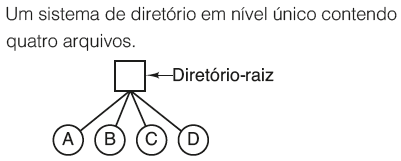 Um sistema de diretório em nível único contendo
quatro arquivos.
Diretório-raiz
A B C D